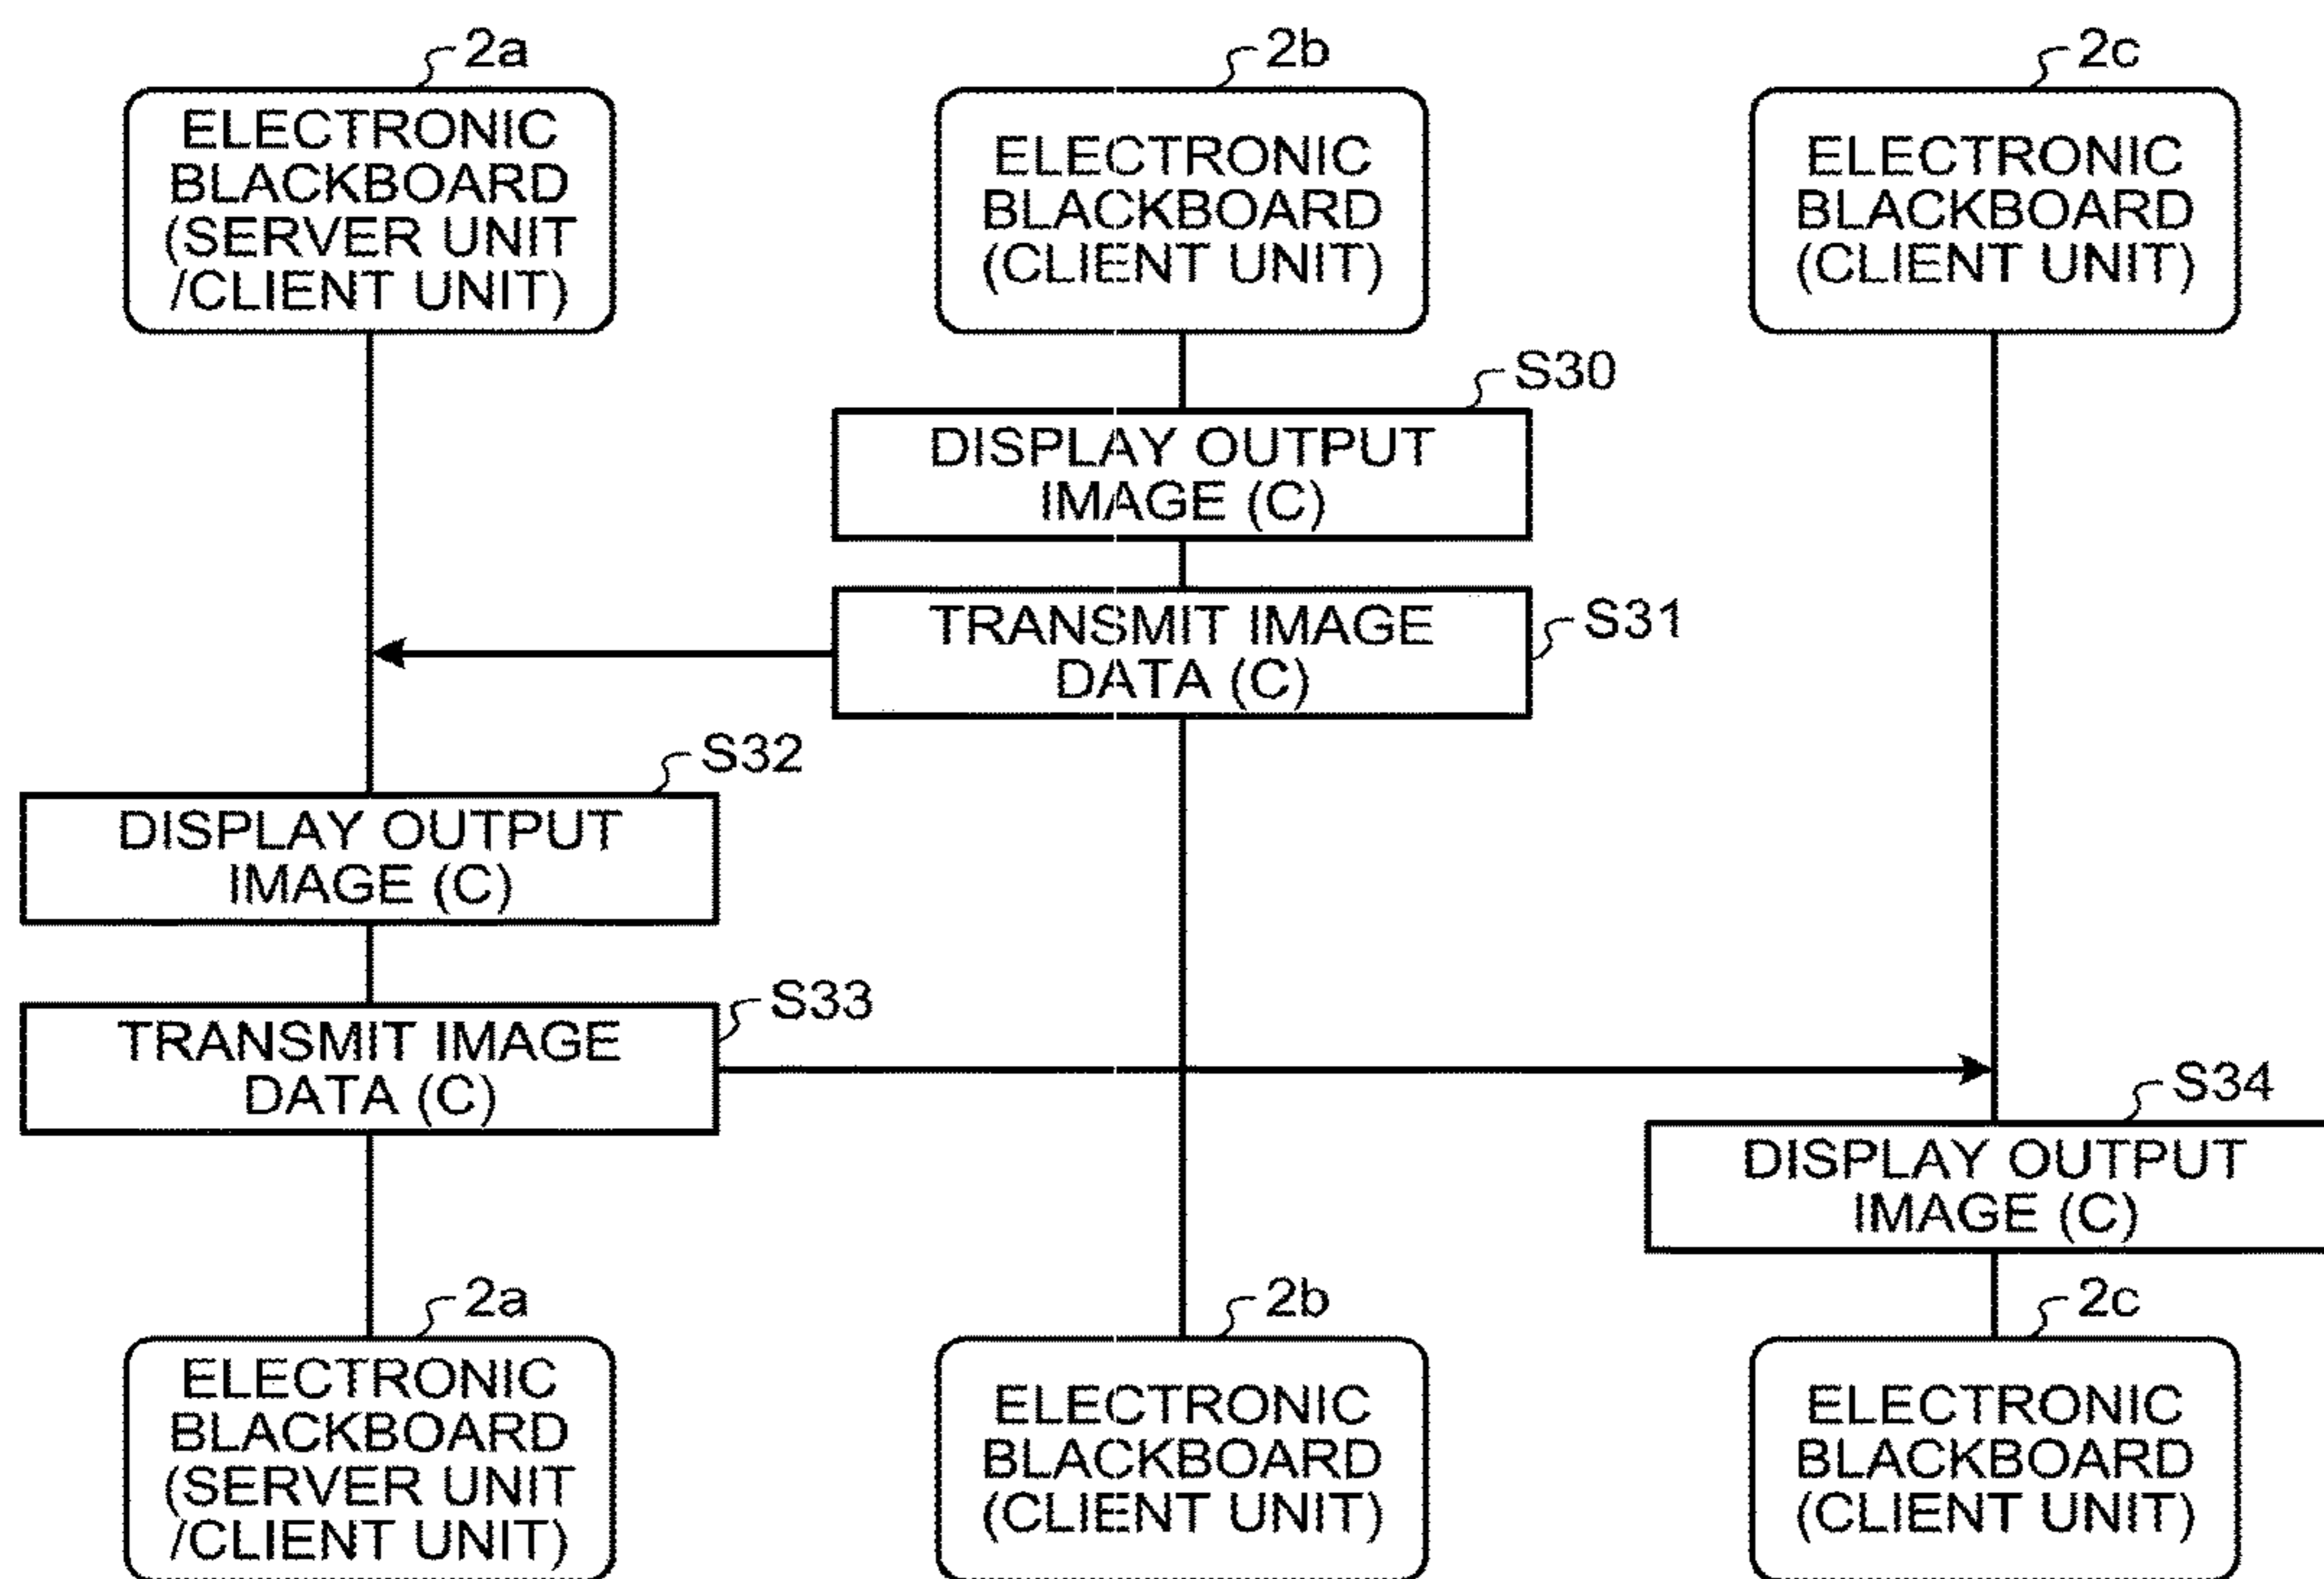 2a
ELECTRONIC
BLACKBOARD
(SERVER UNIT
/CLIENT UNIT)
2b
ELECTRONIC
BLACKBOARD
(CLIENT UNIT)
2c
ELECTRONIC
BLACKBOARD
(CLIENT UNIT)
S30
DISPLAY OUTPUT
IMAGE (C)
S31
TRANSMIT IMAGE
DATA (C)
S32
DISPLAY OUTPUT
IMAGE (C)
S33
TRANSMIT IMAGE
DATA (C)
S34
DISPLAY OUTPUT
IMAGE (C)
2a
ELECTRONIC
BLACKBOARD
(SERVER UNIT
/CLIENT UNIT)
2b
ELECTRONIC
BLACKBOARD
(CLIENT UNIT)
2c
ELECTRONIC
BLACKBOARD
(CLIENT UNIT)